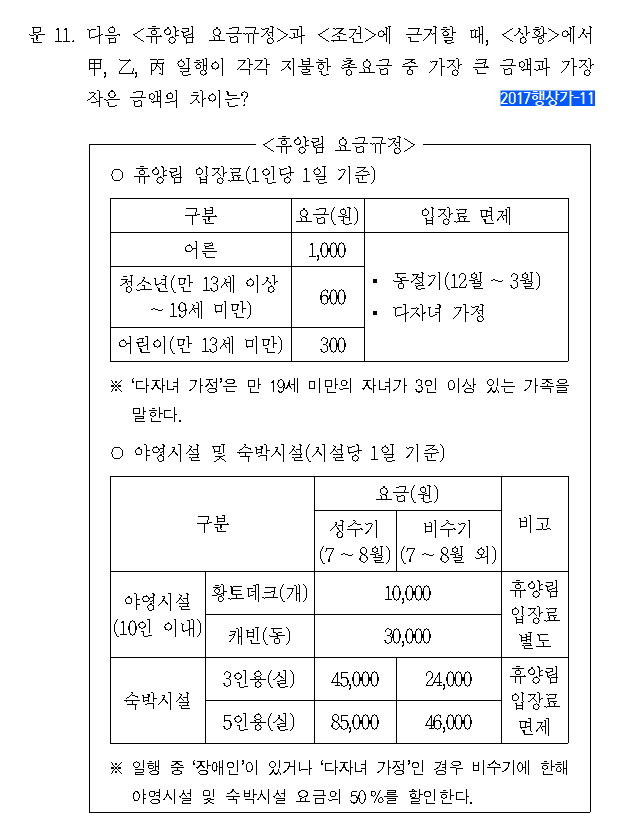 문 11. 다음 <휴양림 요금규정>과 <조건>에 근거할 때, <상황>에서
甲, 乙, 丙 일행이 각각 지불한 총요금 중 가장 큰 금액과 가장
작은 금액의 차이는?
2017행상가-11
<휴양림 요금규정>
○ 휴양림 입장료(1인당 1일 기준)
구분 요금(원) 입장료 면제
어른 1,000
청소년(만 13세 이상
~ 19세 미만) 600
어린이(만 13세 미만) 300
▪ 동절기(12월 ~ 3월)
▪ 다자녀 가정
※ '다자녀 가정'은 만 19세 미만의 자녀가 3인 이상 있는 가족을
말한다.
○ 야영시설 및 숙박시설(시설당 1일 기준)
구분 요금(원) 비고
성수기
(7 ~ 8월)
비수기
(7 ~ 8월 외)
야영시설
(10인 이내)
황토데크(개) 10,000
캐빈(동) 30,000
휴양림
입장료
별도
숙박시설
3인용(실) 45,000 24,000
5인용(실) 85,000 46,000
휴양림
입장료
면제
※ 일행 중 '장애인'이 있거나 '다자녀 가정'인 경우 비수기에 한해
야영시설 및 숙박시설 요금의 50%를 할인한다.